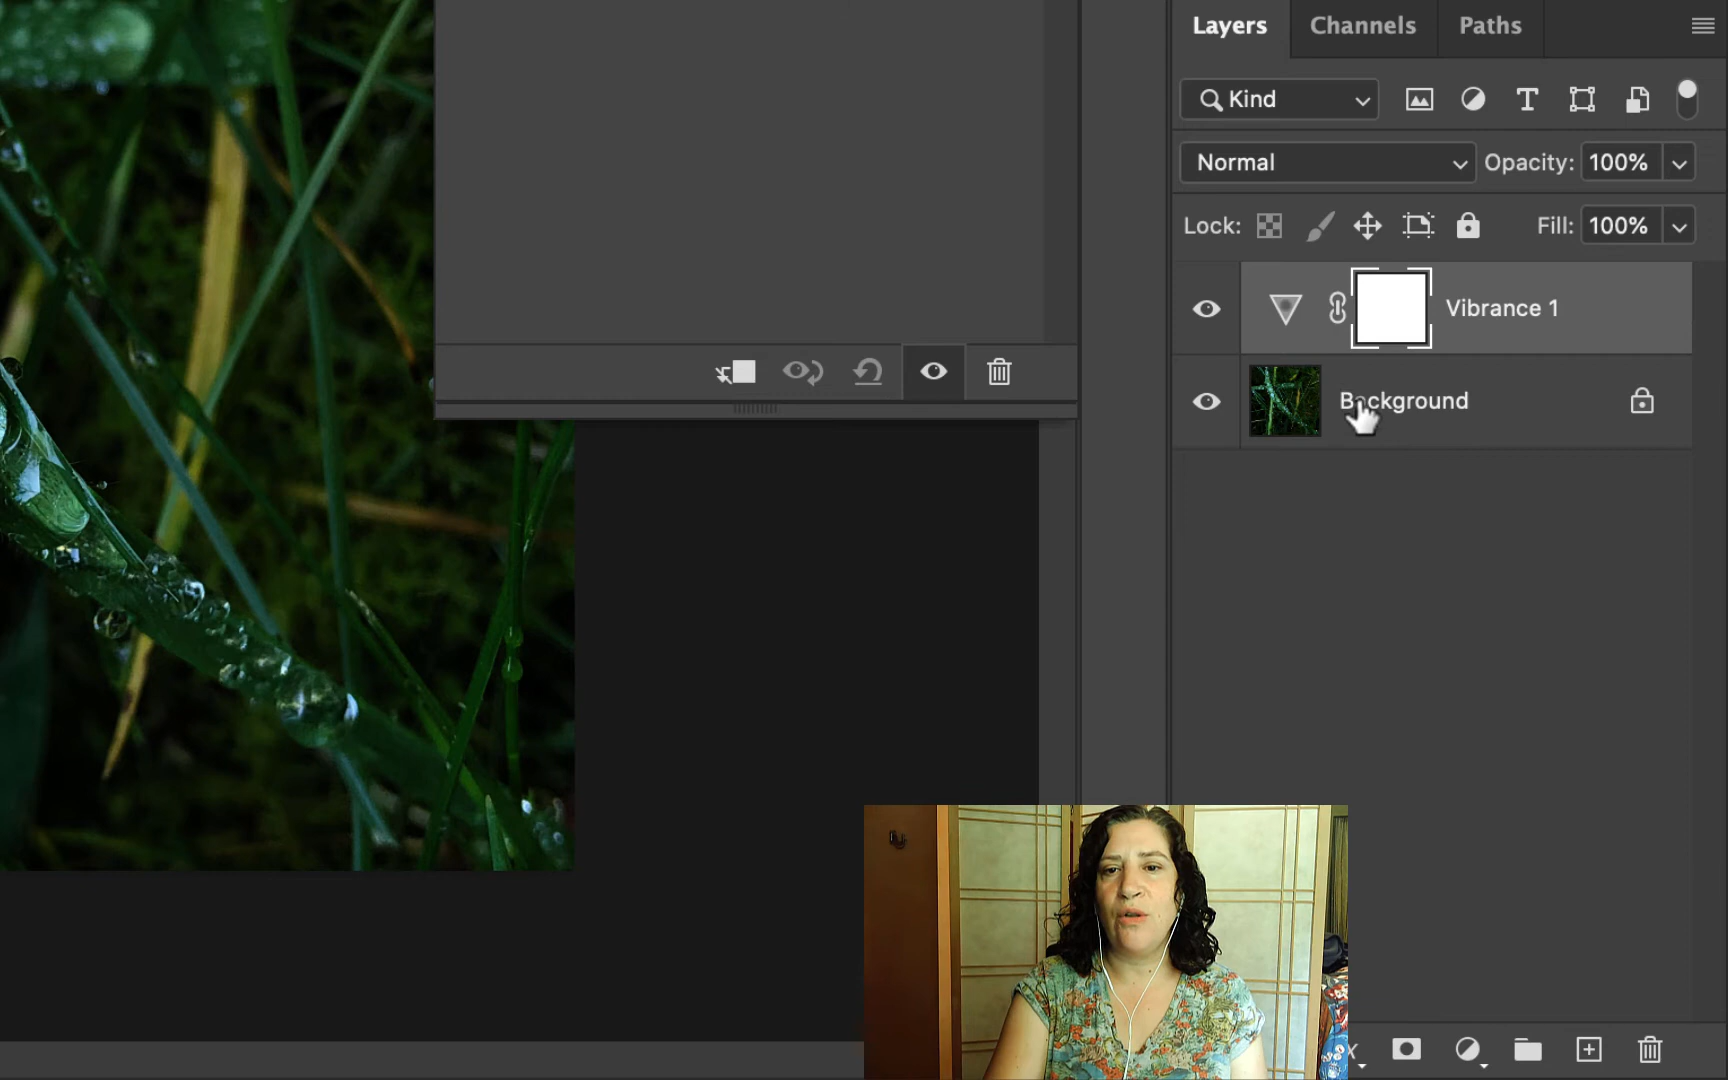 Layers Channels Paths
Kind
Normal Opacity: 100%
Lock: Fill: 100%
Vibrance 1
Background